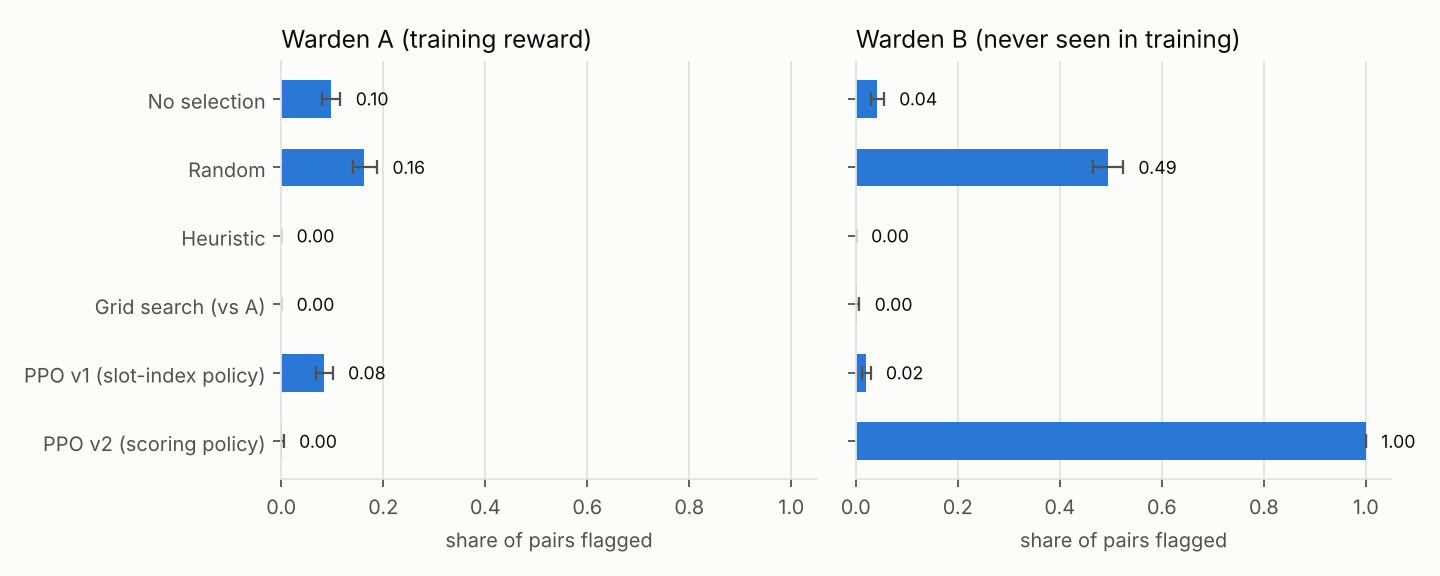 Warden A (training reward)
Warden B (never seen in training)
No selection
0.10
0.04
Random
0.16
0.49
Heuristic
0.00
0.00
Grid search (vs A)
0.00
0.00
PPO v1 (slot-index policy)
0.08
0.02
PPO v2 (scoring policy)
0.00
1.00
0.0 0.2 0.4 0.6 0.8 1.0
0.0 0.2 0.4 0.6 0.8 1.0
share of pairs flagged
share of pairs flagged